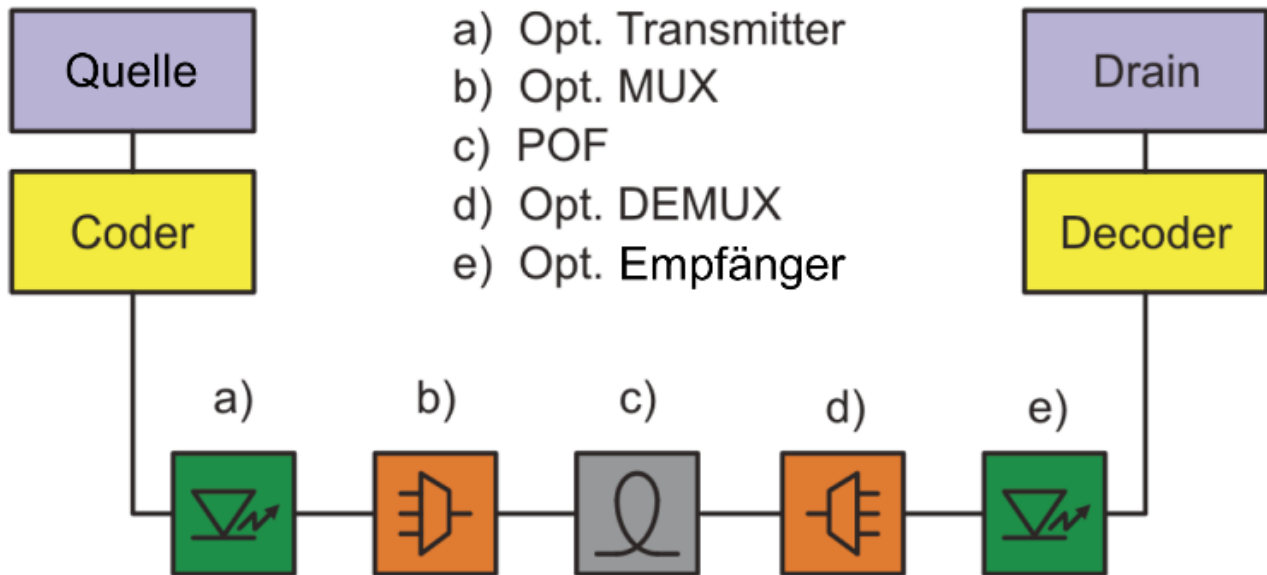 Quelle
Coder
a) Opt. Transmitter
b) Opt. MUX
c) POF
d) Opt. DEMUX
e) Opt. Empfänger
Drain
Decoder
a)
b)
c)
d)
e)